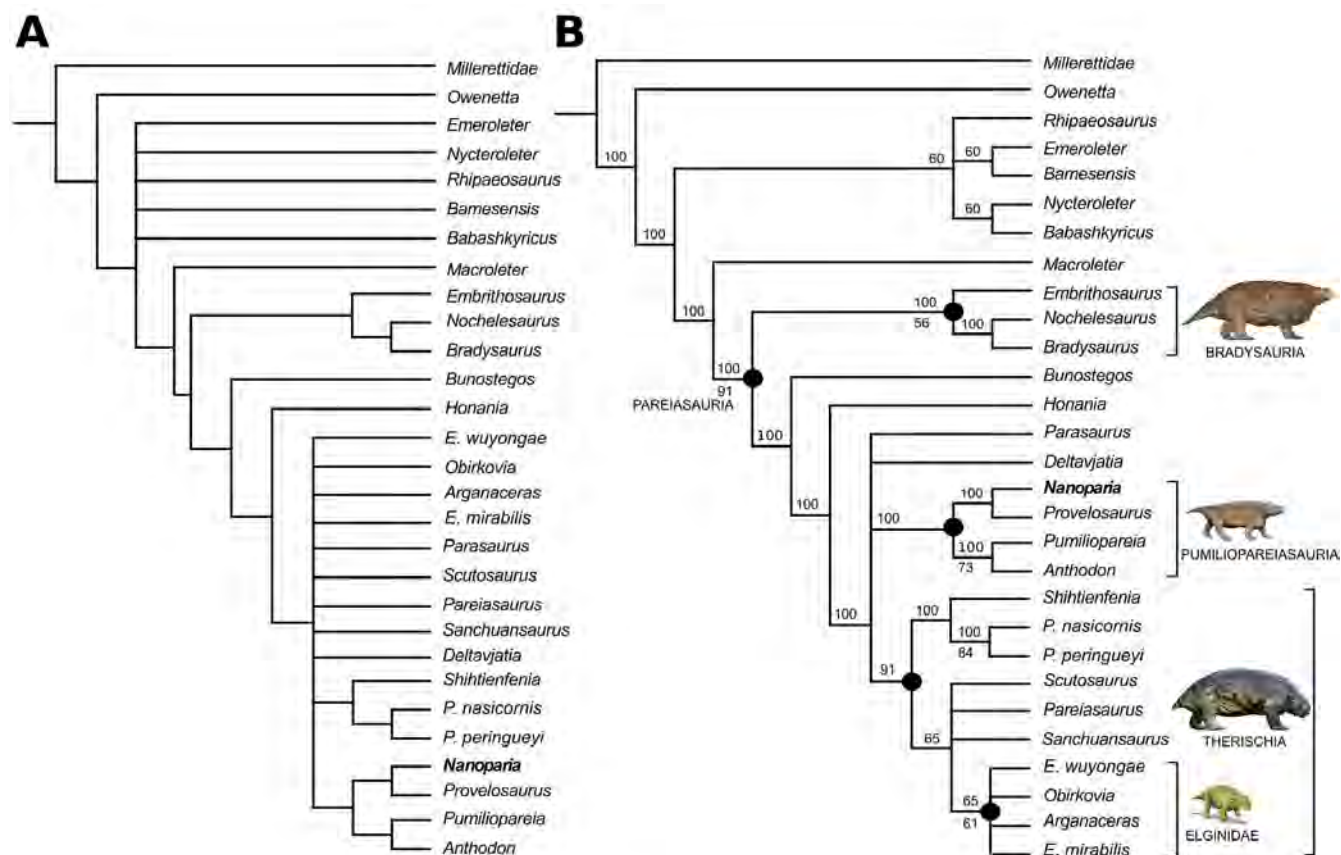 A
Millerettidae
Owenetta
Emeroleter
Nycteroleter
Rhipaeosaurus
Barnesensis
Babashkyricus
Macroleter
Embrithosaurus
Nochelesaurus
Bradysaurus
Bunostegos
Honania
E. wuyongae
Obirkovia
Arganaceras
E. mirabilis
Parasaurus
Scutosaurus
Pareiasaurus
Sanchuansaurus
Deltavjatia
Shihtienfenia
P. nasicornis
P. peringueyi
Nanoparia
Provelosaurus
Pumiliopareia
Anthodon
B
Millerettidae
Owenetta
100
Rhipaeosaurus
60
60
Emeroleter
Barnesensis
60
Nycteroleter
Babashkyricus
100
Macroleter
100
100
56
Embrithosaurus
100
Nochelesaurus
Bradysaurus
BRADYSAURIA
100
91
PAREIASAURIA
Bunostegos
100
Honania
Parasaurus
Deltavjatia
100
100
100
Nanoparia
Provelosaurus
100
73
Pumiliopareia
Anthodon
PUMILIOPAREIASAURIA
100
100
Shihtienfenia
100
64
P. nasicornis
P. peringueyi
91
Scutosaurus
Pareiasaurus
Sanchuansaurus
65
THERISCHIA
65
61
E. wuyongae
Obirkovia
Arganaceras
E. mirabilis
ELGINIDAE